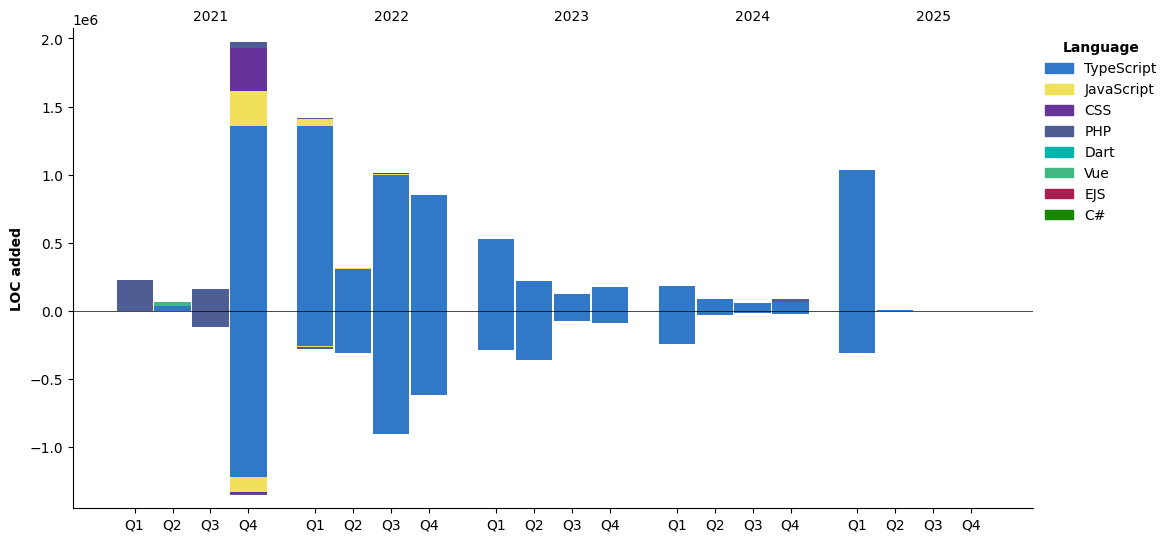 1e6
2021 2022 2023 2024 2025
2.0
1.5
1.0
0.5
0.0
−0.5
−1.0
LOC added
Q1 Q2 Q3 Q4 Q1 Q2 Q3 Q4 Q1 Q2 Q3 Q4 Q1 Q2 Q3 Q4 Q1 Q2 Q3 Q4
Language
TypeScript
JavaScript
CSS
PHP
Dart
Vue
EJS
C#